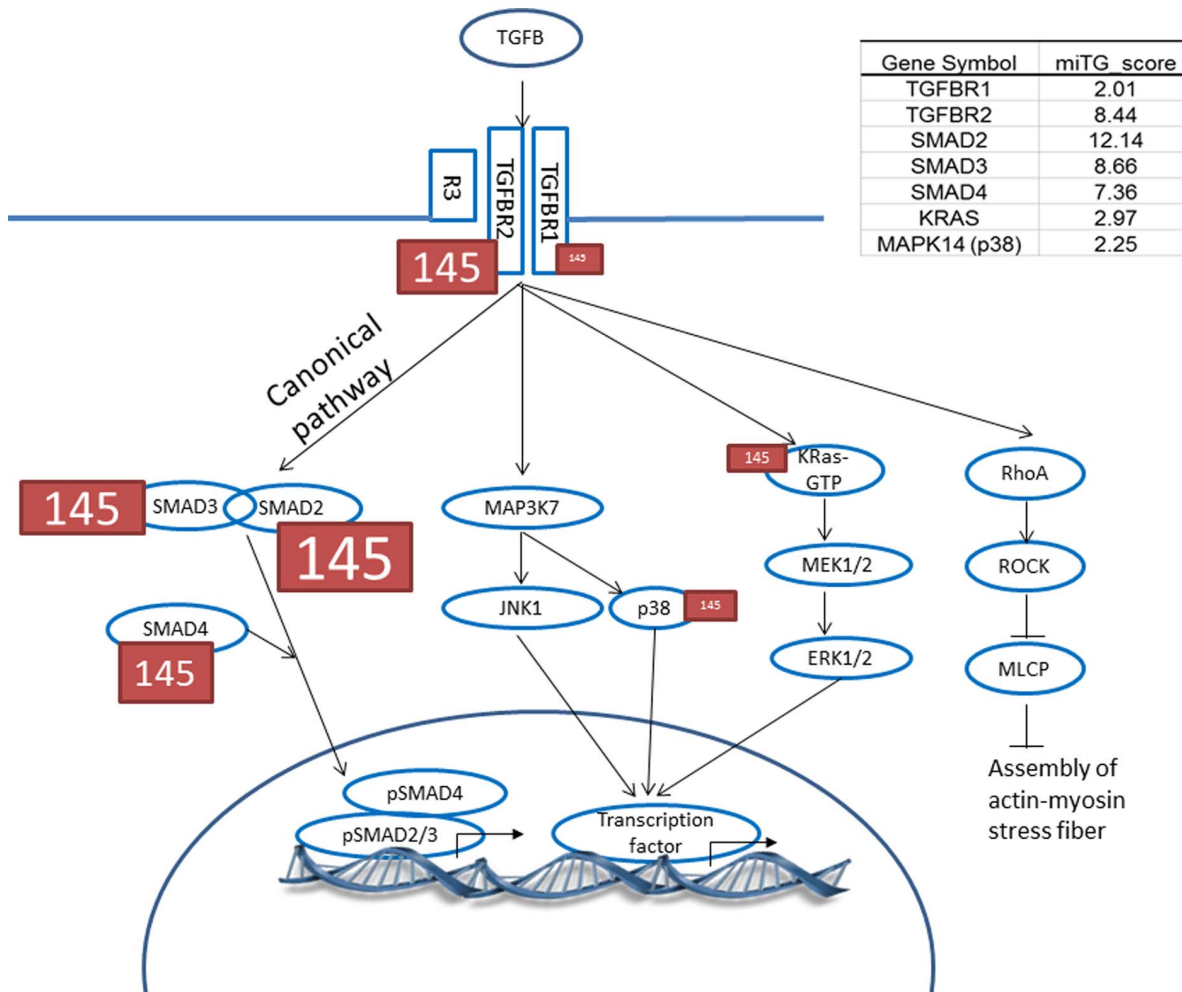 TGFB
Gene Symbol miTG_score
TGFBR1 2.01
TGFBR2 8.44
SMAD2 12.14
SMAD3 8.66
SMAD4 7.36
KRAS 2.97
MAPK14 (p38) 2.25
R3
TGFBR2
TGFBR1
145
145
Canonical
pathway
145
SMAD3
SMAD2
145
MAP3K7
145
KRas-
GTP
RhoA
MEK1/2
ROCK
JNK1
p38
145
SMAD4
145
ERK1/2
MLCP
Assembly of
actin-myosin
stress fiber
pSMAD4
pSMAD2/3
Transcription
factor